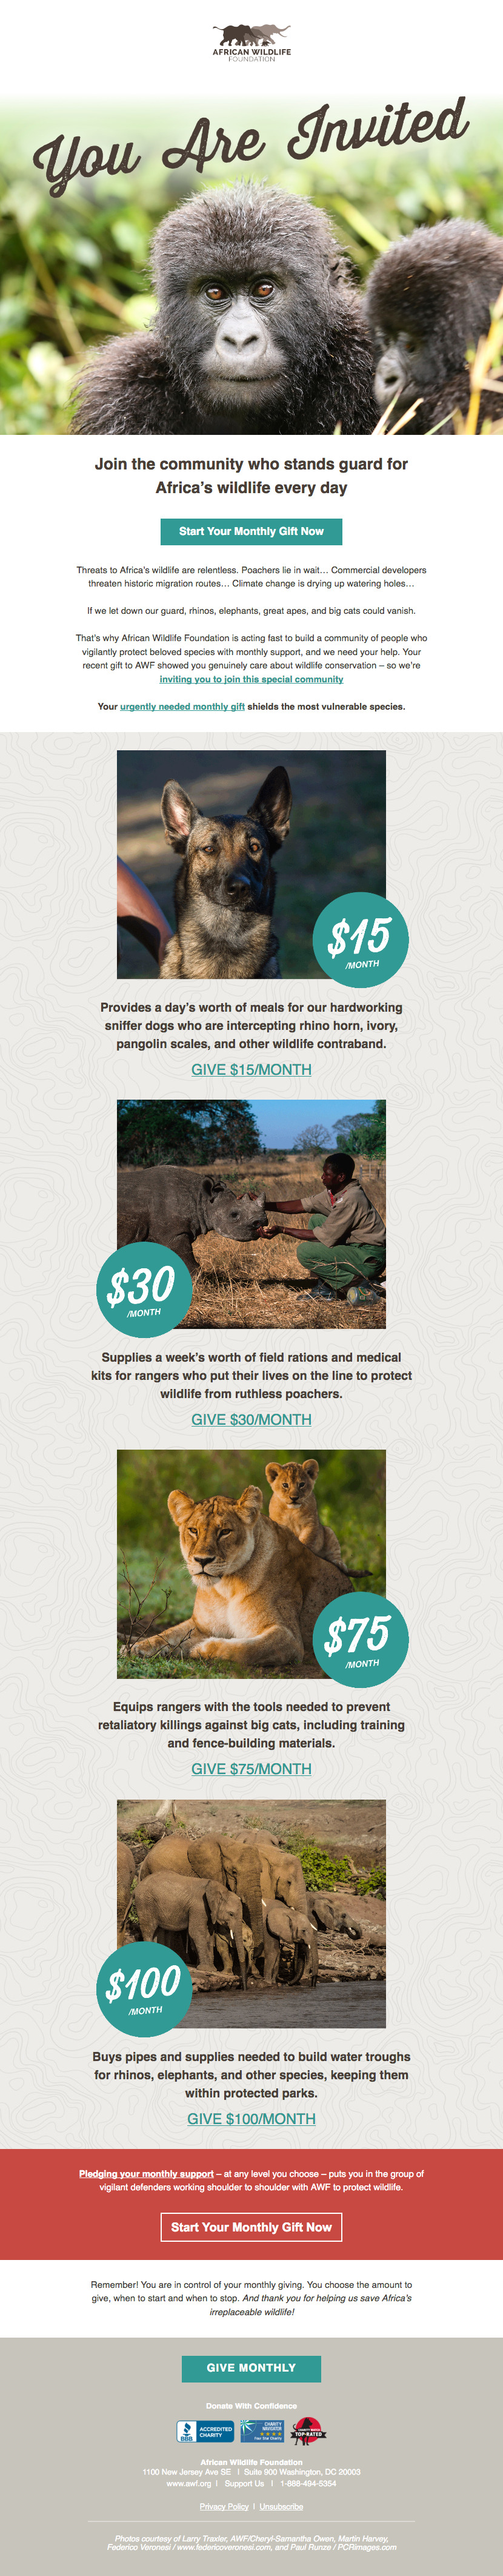 AFRICAN WILDLIFE
FOUNDATION
You Are Invited
Join the community who stands guard for
Africa's wildlife every day
Start Your Monthly Gift Now
Threats to Africa's wildlife are relentless. Poachers lie in wait… Commercial developers
threaten historic migration routes… Climate change is drying up watering holes…
If we let down our guard, rhinos, elephants, great apes, and big cats could vanish.
That's why African Wildlife Foundation is acting fast to build a community of people who
vigilantly protect beloved species with monthly support, and we need your help. Your
recent gift to AWF showed you genuinely care about wildlife conservation – so we're
inviting you to join this special community
Your urgently needed monthly gift shields the most vulnerable species.
$15
/MONTH
Provides a day's worth of meals for our hardworking
sniffer dogs who are intercepting rhino horn, ivory,
pangolin scales, and other wildlife contraband.
GIVE $15/MONTH
$30
/MONTH
Supplies a week's worth of field rations and medical
kits for rangers who put their lives on the line to protect
wildlife from ruthless poachers.
GIVE $30/MONTH
$75
/MONTH
Equips rangers with the tools needed to prevent
retaliatory killings against big cats, including training
and fence-building materials.
GIVE $75/MONTH
$100
/MONTH
Buys pipes and supplies needed to build water troughs
for rhinos, elephants, and other species, keeping them
within protected parks.
GIVE $100/MONTH
Pledging your monthly support – at any level you choose – puts you in the group of
vigilant defenders working shoulder to shoulder with AWF to protect wildlife.
Start Your Monthly Gift Now
Remember! You are in control of your monthly giving. You choose the amount to
give, when to start and when to stop. And thank you for helping us save Africa's
irreplaceable wildlife!
GIVE MONTHLY
Donate With Confidence
BBB ACCREDITED CHARITY
CHARITY NAVIGATOR
Four Star Charity
TOP-RATED
African Wildlife Foundation
1100 New Jersey Ave SE | Suite 900 Washington, DC 20003
www.awf.org | Support Us | 1-888-494-5354
Privacy Policy | Unsubscribe
Photos courtesy of Larry Traxler, AWF/Cheryl-Samantha Owen, Martin Harvey,
Federico Veronesi / www.federicoveronesi.com, and Paul Runze / PCRimages.com